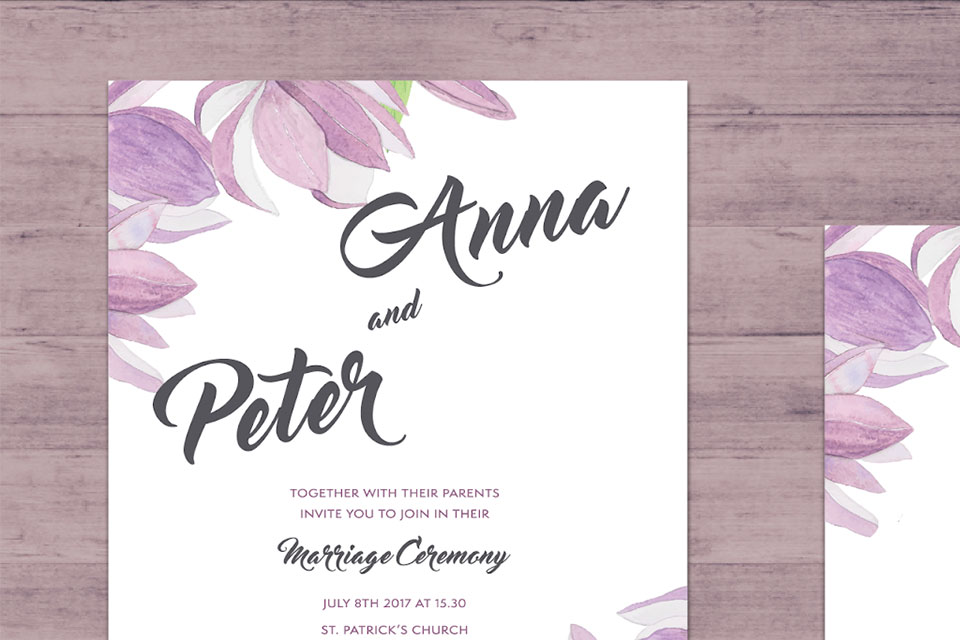 Anna
and
Peter
TOGETHER WITH THEIR PARENTS
INVITE YOU TO JOIN IN THEIR
Marriage Ceremony
JULY 8TH 2017 AT 15.30
ST. PATRICK'S CHURCH